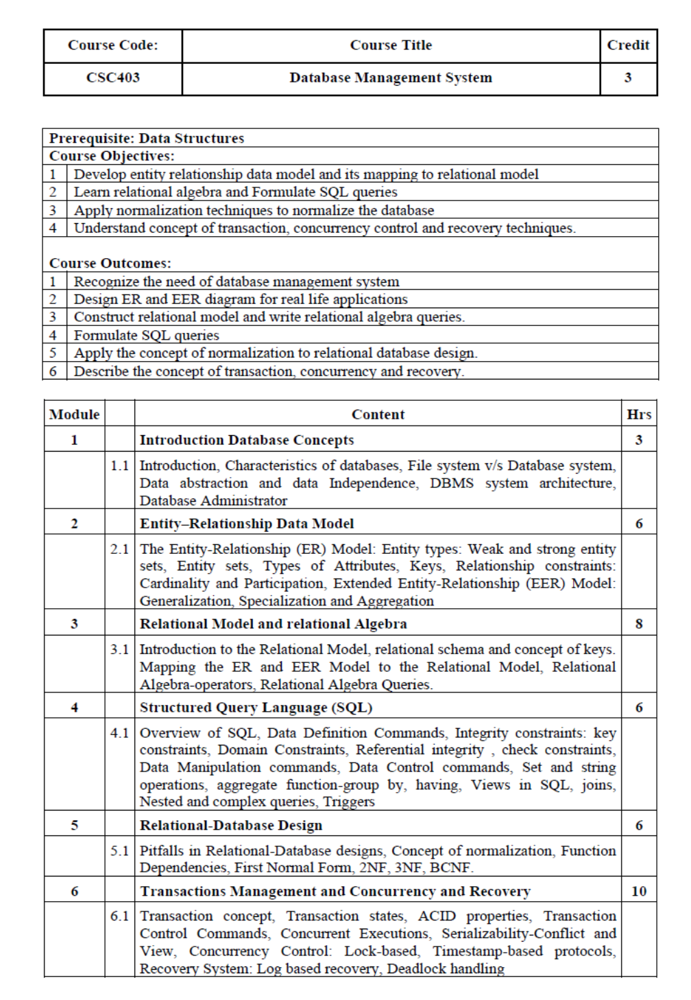 Course Code: Course Title Credit
CSC403 Database Management System 3
Prerequisite: Data Structures
Course Objectives:
1 Develop entity relationship data model and its mapping to relational model
2 Learn relational algebra and Formulate SQL queries
3 Apply normalization techniques to normalize the database
4 Understand concept of transaction, concurrency control and recovery techniques.
Course Outcomes:
1 Recognize the need of database management system
2 Design ER and EER diagram for real life applications
3 Construct relational model and write relational algebra queries.
4 Formulate SQL queries
5 Apply the concept of normalization to relational database design.
6 Describe the concept of transaction, concurrency and recovery.
Module Content Hrs
1 Introduction Database Concepts 3
1.1 Introduction, Characteristics of databases, File system v/s Database system,
Data abstraction and data Independence, DBMS system architecture,
Database Administrator
2 Entity–Relationship Data Model 6
2.1 The Entity-Relationship (ER) Model: Entity types: Weak and strong entity
sets, Entity sets, Types of Attributes, Keys, Relationship constraints:
Cardinality and Participation, Extended Entity-Relationship (EER) Model:
Generalization, Specialization and Aggregation
3 Relational Model and relational Algebra 8
3.1 Introduction to the Relational Model, relational schema and concept of keys.
Mapping the ER and EER Model to the Relational Model, Relational
Algebra-operators, Relational Algebra Queries.
4 Structured Query Language (SQL) 6
4.1 Overview of SQL, Data Definition Commands, Integrity constraints: key
constraints, Domain Constraints, Referential integrity , check constraints,
Data Manipulation commands, Data Control commands, Set and string
operations, aggregate function-group by, having, Views in SQL, joins,
Nested and complex queries, Triggers
5 Relational-Database Design 6
5.1 Pitfalls in Relational-Database designs, Concept of normalization, Function
Dependencies, First Normal Form, 2NF, 3NF, BCNF.
6 Transactions Management and Concurrency and Recovery 10
6.1 Transaction concept, Transaction states, ACID properties, Transaction
Control Commands, Concurrent Executions, Serializability-Conflict and
View, Concurrency Control: Lock-based, Timestamp-based protocols,
Recovery System: Log based recovery, Deadlock handling